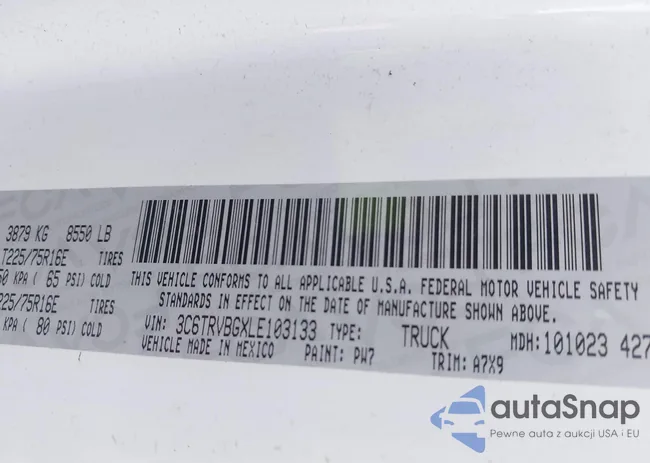 3879 KG 8550 LB
T225/75R16E TIRES
50 KPA ( 65 PSI) COLD
225/75R16E TIRES
KPA ( 80 PSI) COLD
THIS VEHICLE CONFORMS TO ALL APPLICABLE U.S.A. FEDERAL MOTOR VEHICLE SAFETY
STANDARDS IN EFFECT ON THE DATE OF MANUFACTURE SHOWN ABOVE.
VIN: 3C6TRVBGXLE103133 TYPE: TRUCK MDH: 101023 427
VEHICLE MADE IN MEXICO PAINT: PW7 TRIM: A7X9
autaSnap
Pewne auta z aukcji USA i EU